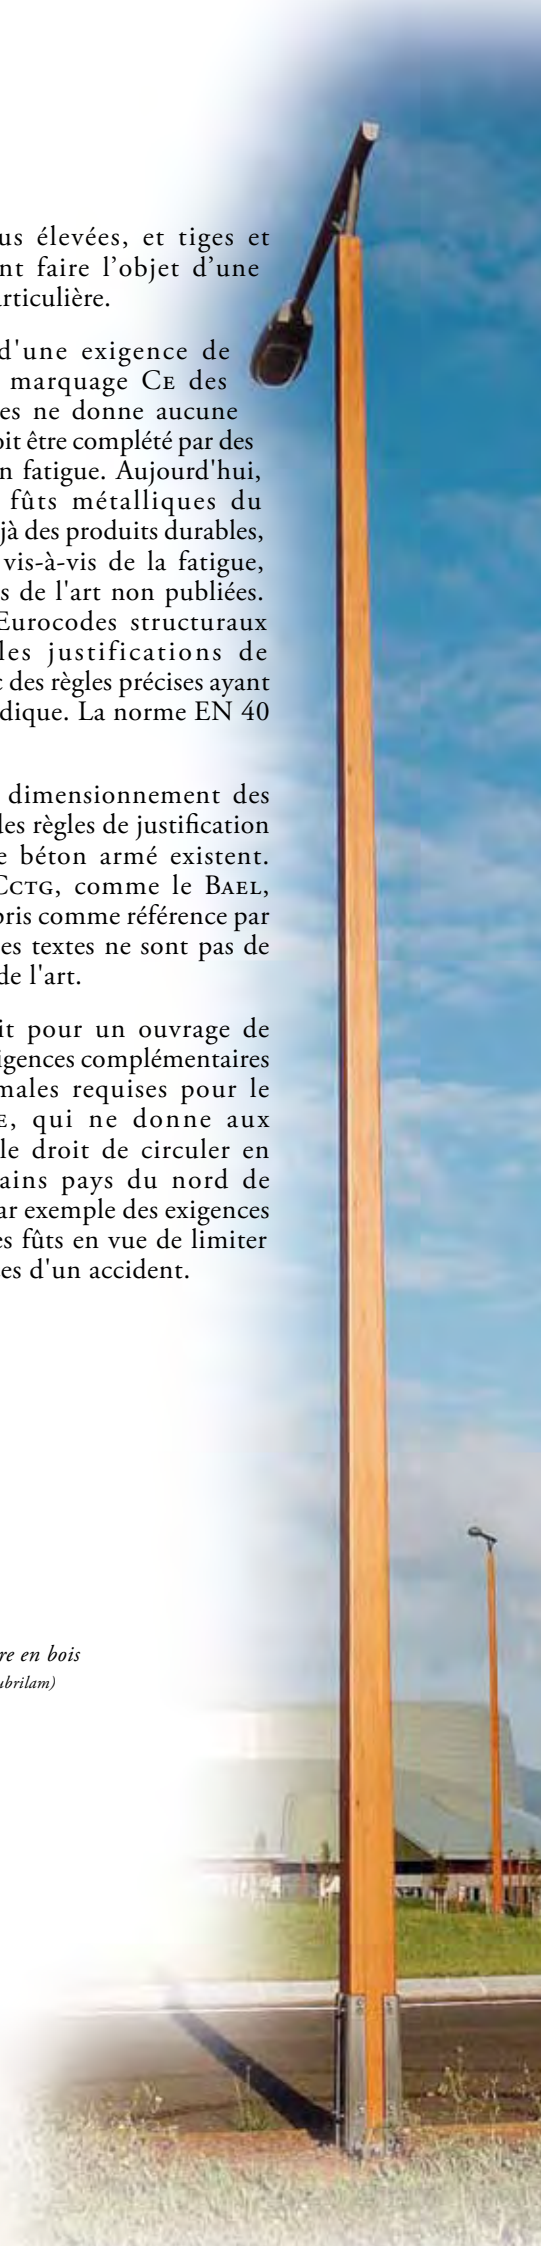 us élevées, et tiges et
nt faire l’objet d’une
rticulière.
d'une exigence de
marquage CE des
es ne donne aucune
oit être complété par des
n fatigue. Aujourd'hui,
fûts métalliques du
jà des produits durables,
vis-à-vis de la fatigue,
s de l'art non publiées.
Eurocodes structuraux
les justifications de
c des règles précises ayant
dique. La norme EN 40
dimensionnement des
des règles de justification
e béton armé existent.
CCTG, comme le BAEL,
pris comme référence par
es textes ne sont pas de
de l'art.
it pour un ouvrage de
igences complémentaires
males requises pour le
E, qui ne donne aux
le droit de circuler en
ains pays du nord de
ar exemple des exigences
es fûts en vue de limiter
es d'un accident.
re en bois
ubrilam)